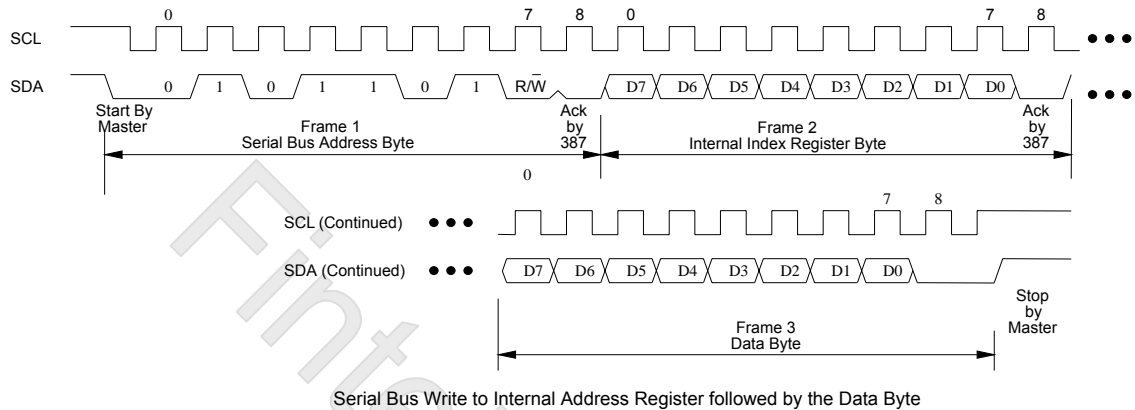 0 7 8 0 7 8
SCL
SDA 0 1 0 1 1 0 1 R/W̅ D7 D6 D5 D4 D3 D2 D1 D0
Start By
Master
Ack
by
387
Ack
by
387
Frame 1
Serial Bus Address Byte
Frame 2
Internal Index Register Byte
0 7 8
SCL (Continued)
SDA (Continued) D7 D6 D5 D4 D3 D2 D1 D0
Stop
by
Master
Frame 3
Data Byte
Serial Bus Write to Internal Address Register followed by the Data Byte